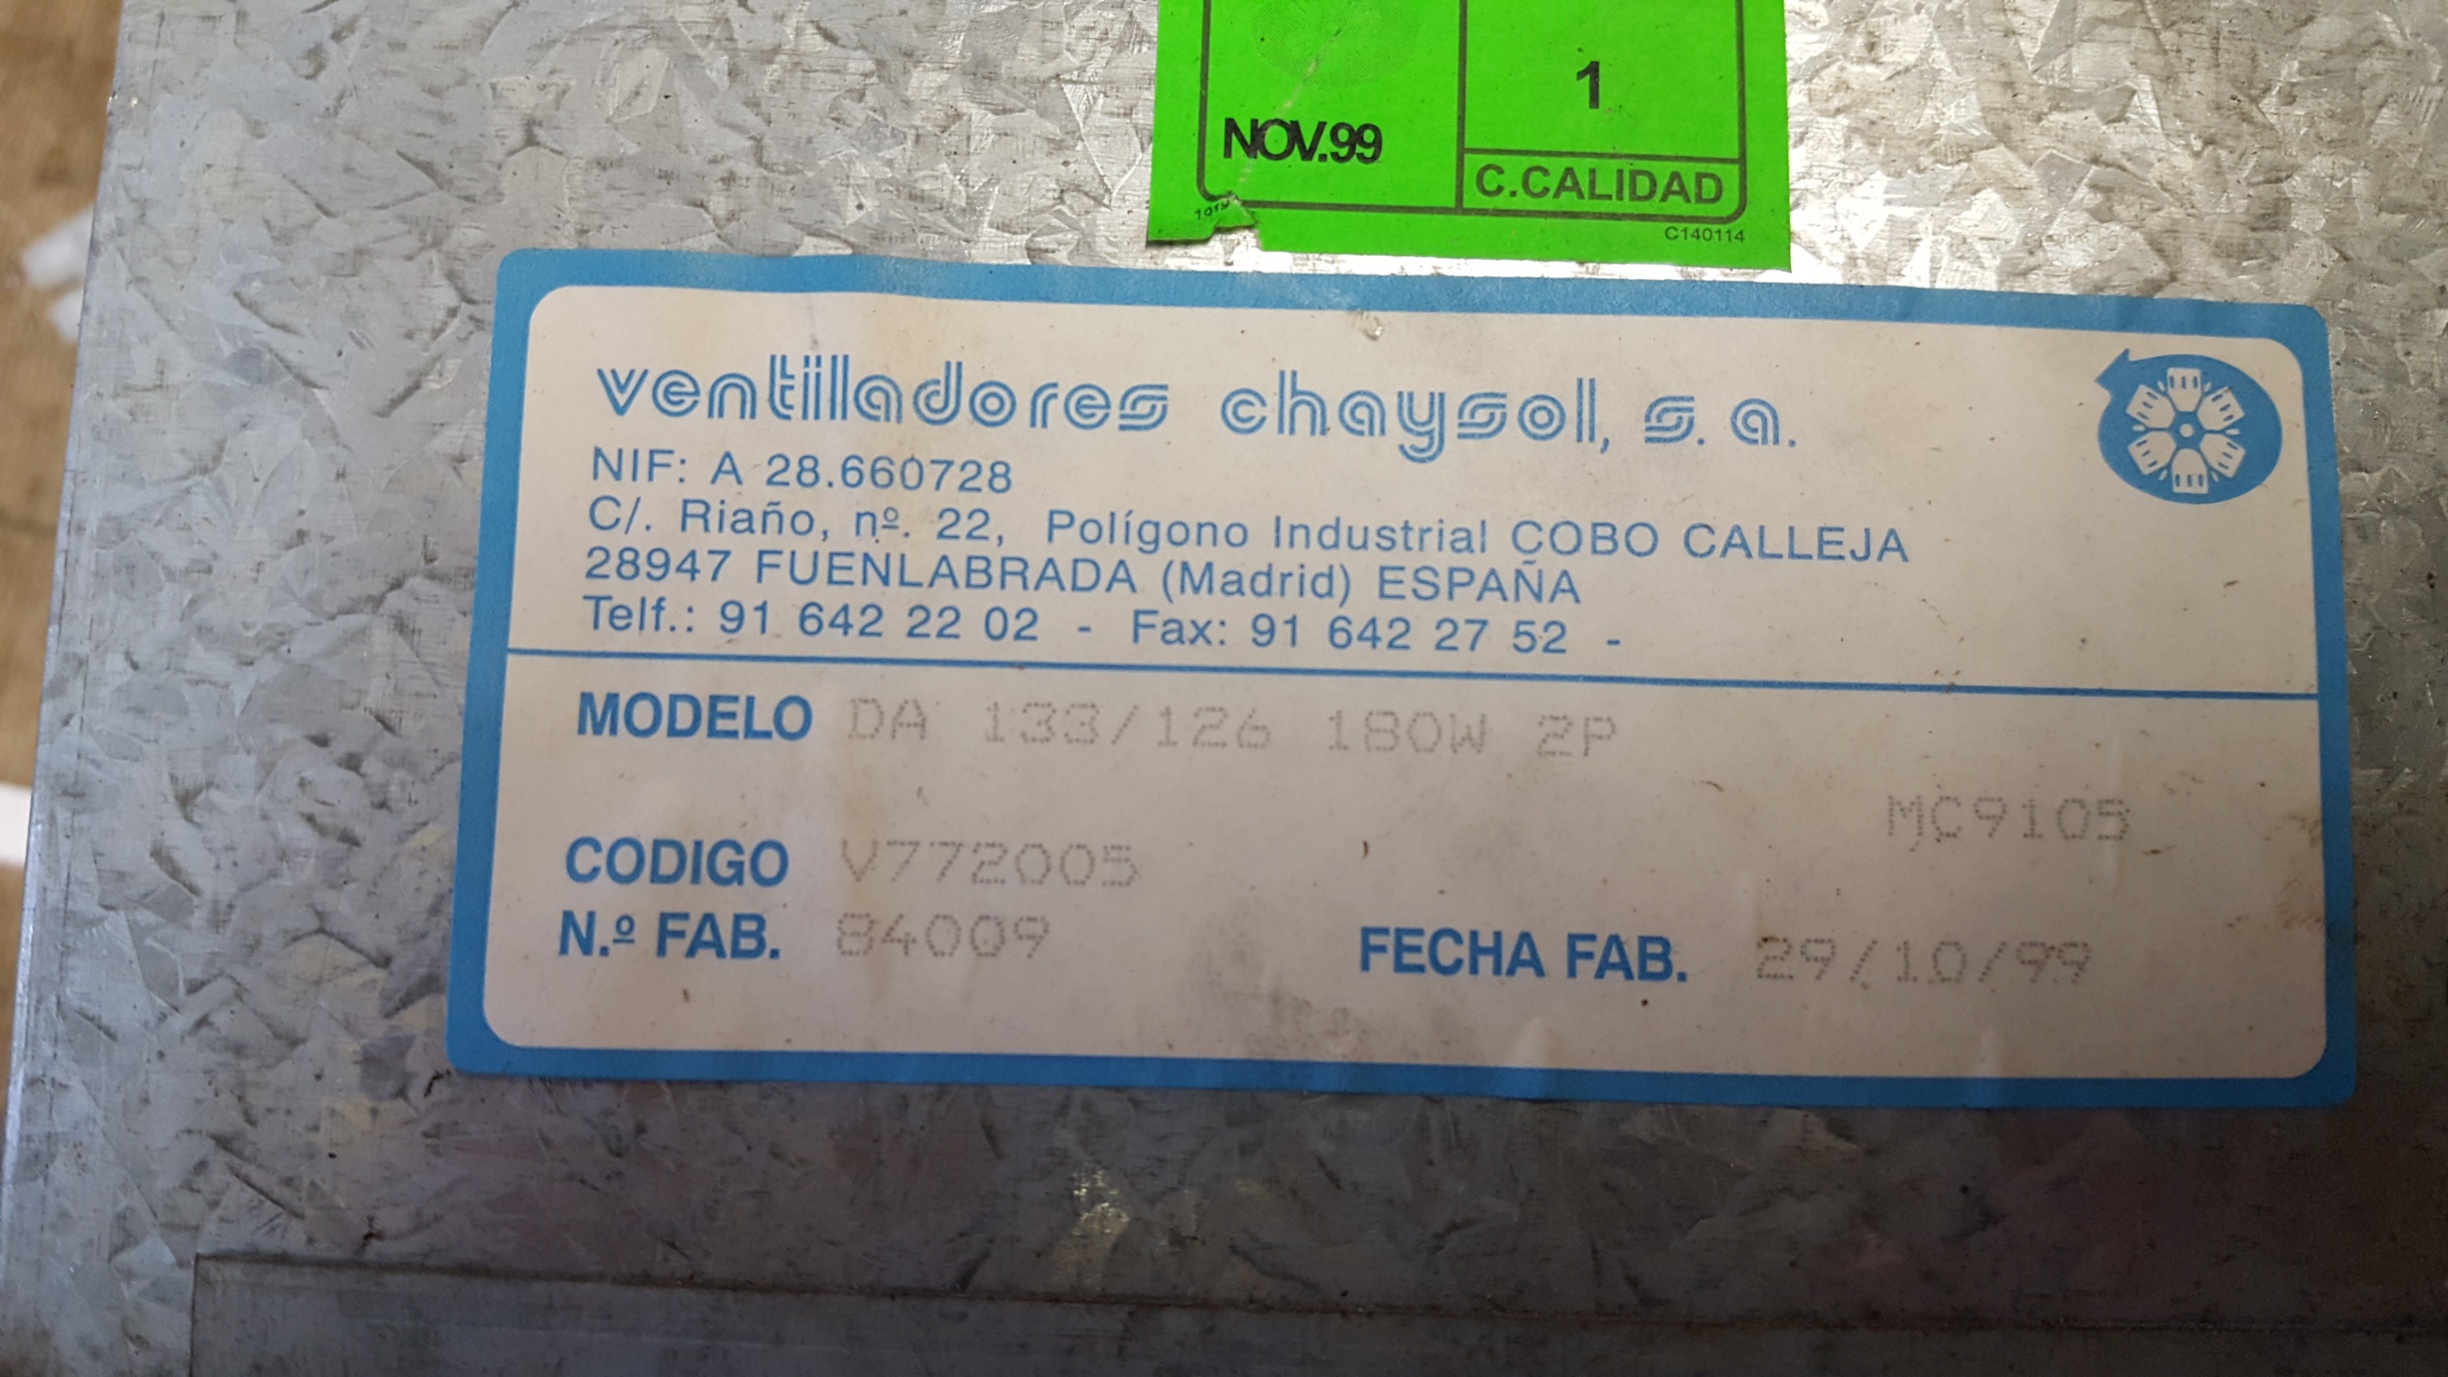 1
NOV.99
C.CALIDAD
C140114
ventiladores chaysol, s.a.
NIF: A 28.660728
C/. Riaño, nº. 22, Polígono Industrial COBO CALLEJA
28947 FUENLABRADA (Madrid) ESPAÑA
Telf.: 91 642 22 02 - Fax: 91 642 27 52 -
MODELO DA 133/126 180W 2P
MC9105
CODIGO V772005
N.º FAB. 84009 FECHA FAB. 29/10/99